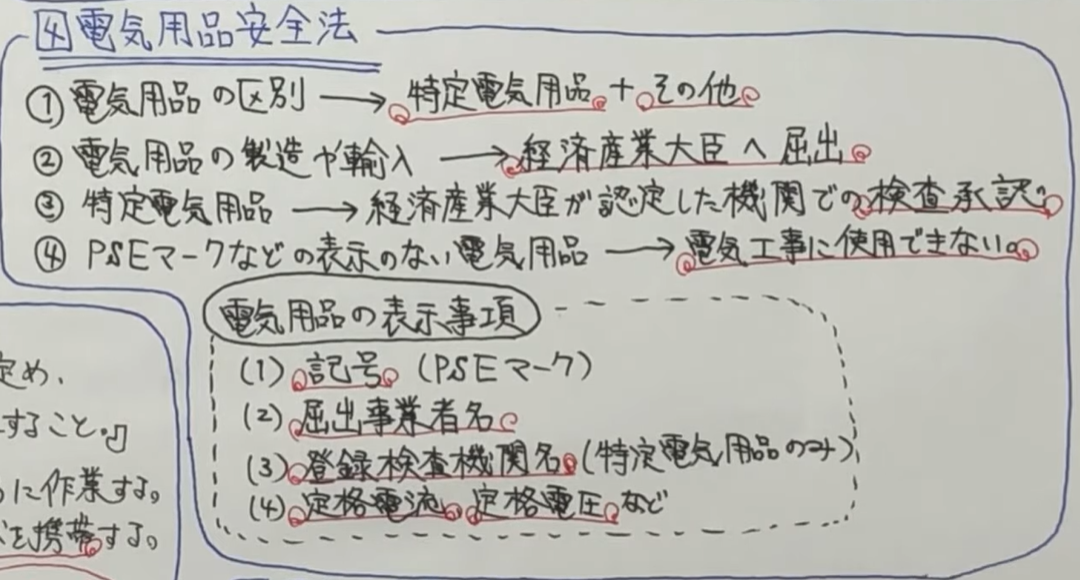 4 電気用品安全法
① 電気用品の区別 → 特定電気用品 + その他
② 電気用品の製造や輸入 → 経済産業大臣へ届出
③ 特定電気用品 → 経済産業大臣が認定した機関での検査承認。
④ PSEマークなどの表示のない電気用品 → 電気工事に使用できない。
電気用品の表示事項
(1) 記号 (PSEマーク)
(2) 届出事業者名
(3) 登録検査機関名 (特定電気用品のみ)
(4) 定格電流、定格電圧 など
定め、
すること。』
に作業する。
を携帯する。